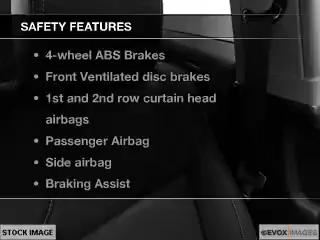 SAFETY FEATURES
• 4-wheel ABS Brakes
• Front Ventilated disc brakes
• 1st and 2nd row curtain head
airbags
• Passenger Airbag
• Side airbag
• Braking Assist
STOCK IMAGE
©EVOX IMAGES